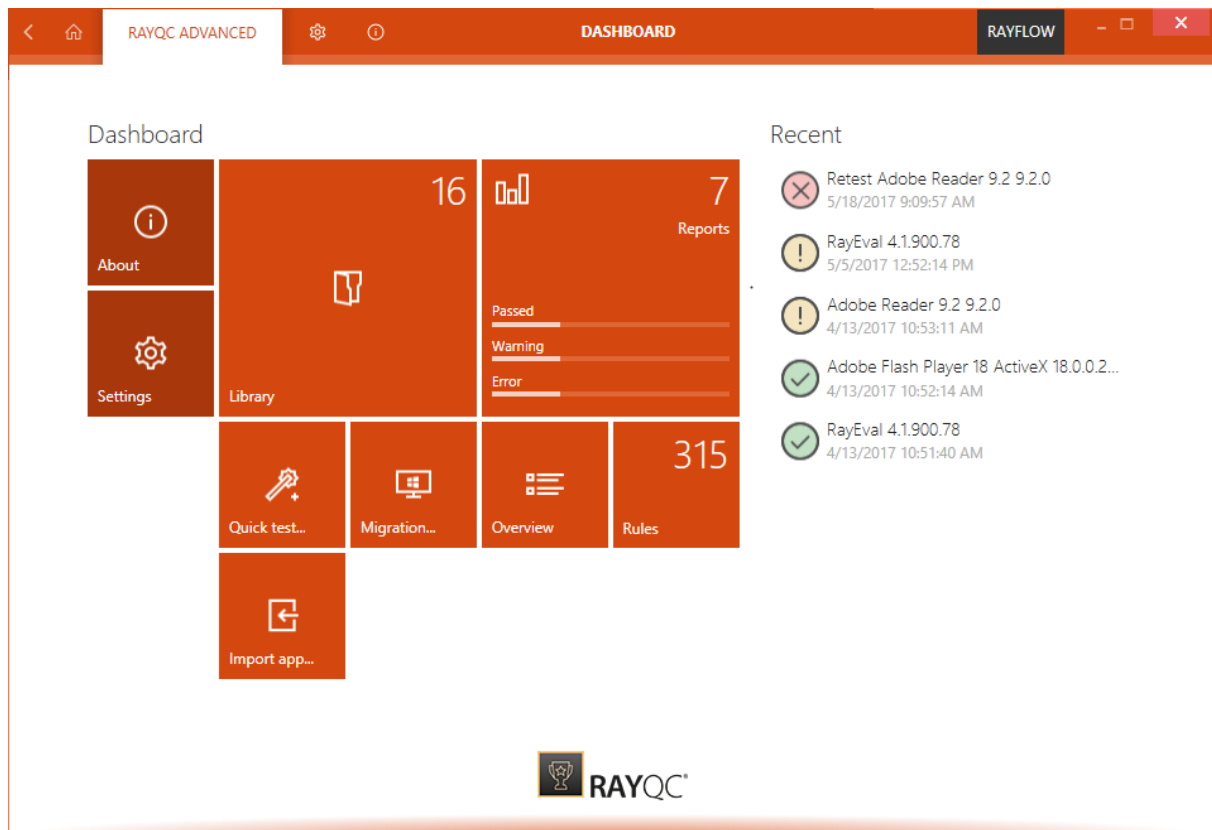 RAYQC ADVANCED
DASHBOARD
RAYFLOW
Dashboard
About
Settings
16
Library
7
Reports
Passed
Warning
Error
Quick test...
Migration...
Overview
315
Rules
Import app...
Recent
Retest Adobe Reader 9.2 9.2.0
5/18/2017 9:09:57 AM
RayEval 4.1.900.78
5/5/2017 12:52:14 PM
Adobe Reader 9.2 9.2.0
4/13/2017 10:53:11 AM
Adobe Flash Player 18 ActiveX 18.0.0.2...
4/13/2017 10:52:14 AM
RayEval 4.1.900.78
4/13/2017 10:51:40 AM
RAYQC®